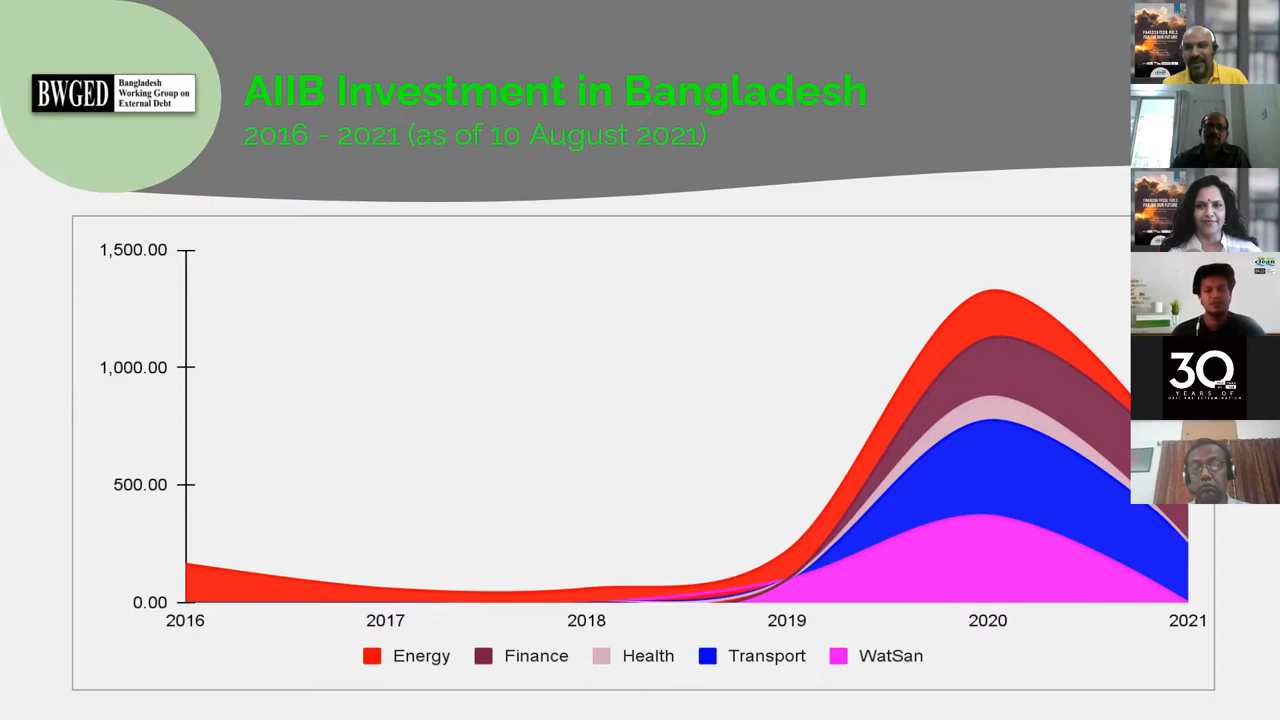 BWGED
Bangladesh
Working Group on
External Debt
AIIB Investment in Bangladesh
2016 - 2021 (as of 10 August 2021)
1,500.00
1,000.00
500.00
0.00
2016 2017 2018 2019 2020 2021
Energy Finance Health Transport WatSan
clean
30
YEARS OF